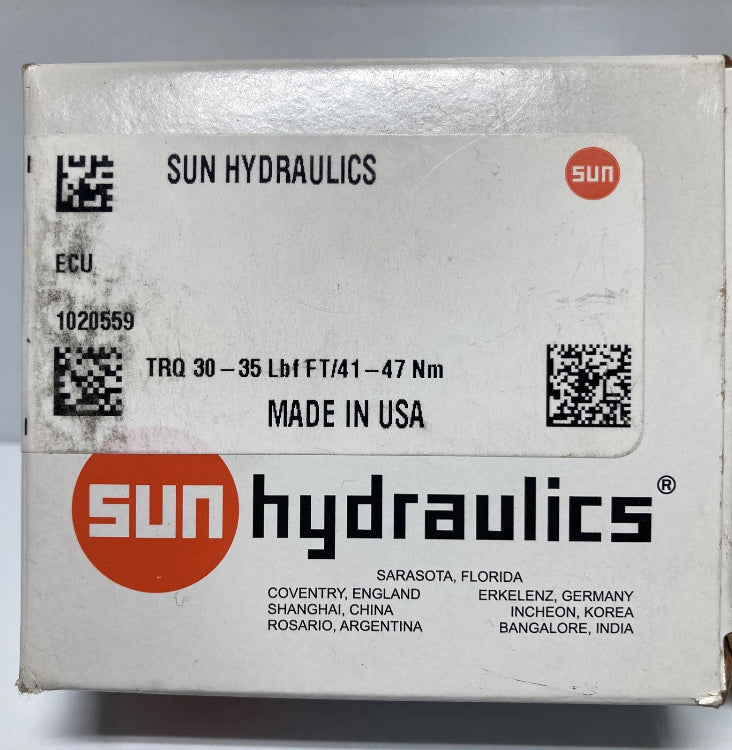 SUN HYDRAULICS
sun
ECU
1020559
TRQ 30-35 Lbf FT/41-47 Nm
MADE IN USA
sun hydraulics®
SARASOTA, FLORIDA
COVENTRY, ENGLAND ERKELENZ, GERMANY
SHANGHAI, CHINA INCHEON, KOREA
ROSARIO, ARGENTINA BANGALORE, INDIA